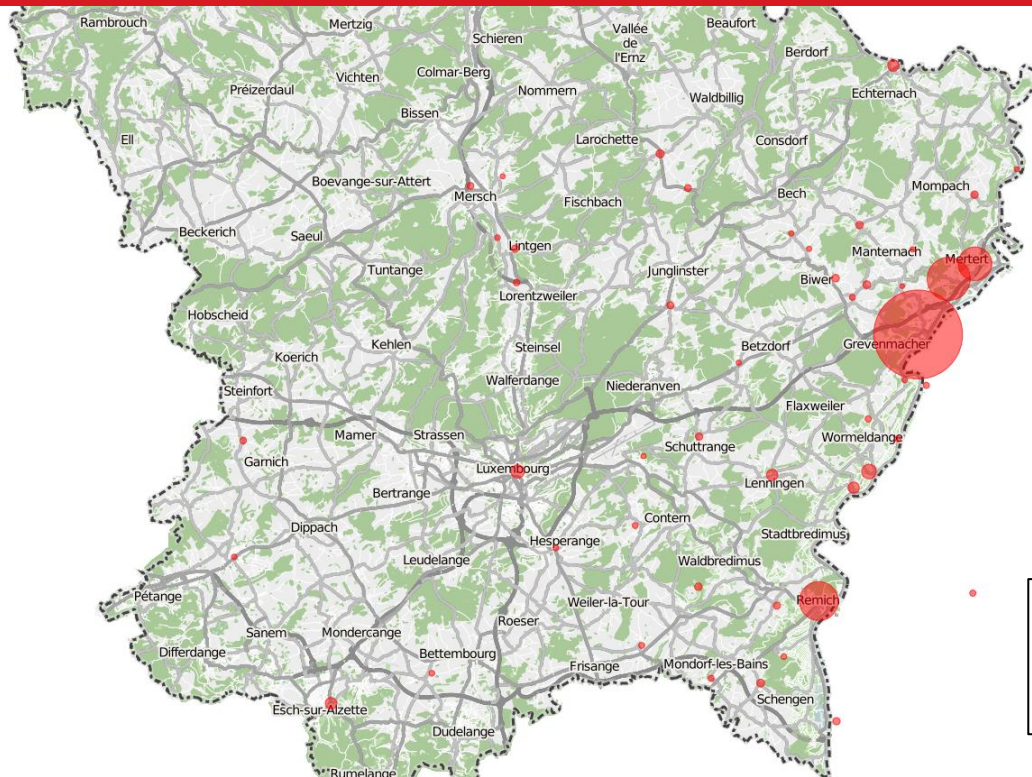 Rambrouch
Mertzig
Schieren
Vallée
de
l'Ernz
Beaufort
Berdorf
Vichten
Colmar-Berg
Préizerdaul
Nommern
Waldbillig
Echternach
Bissen
Ell
Larochette
Consdorf
Boevange-sur-Attert
Mersch
Fischbach
Bech
Mompach
Beckerich
Saeul
Lintgen
Manternach
Mertert
Tuntange
Junglinster
Biwer
Lorentzweiler
Hobscheid
Kehlen
Steinsel
Betzdorf
Grevenmacher
Koerich
Walferdange
Niederanven
Steinfort
Flaxweiler
Mamer
Strassen
Schuttrange
Wormeldange
Garnich
Luxembourg
Lenningen
Bertrange
Dippach
Contern
Stadtbredimus
Hesperange
Leudelange
Waldbredimus
Pétange
Weiler-la-Tour
Remich
Roeser
Sanem
Mondercange
Differdange
Bettembourg
Frisange
Mondorf-les-Bains
Schengen
Esch-sur-Alzette
Dudelange
Rumelange